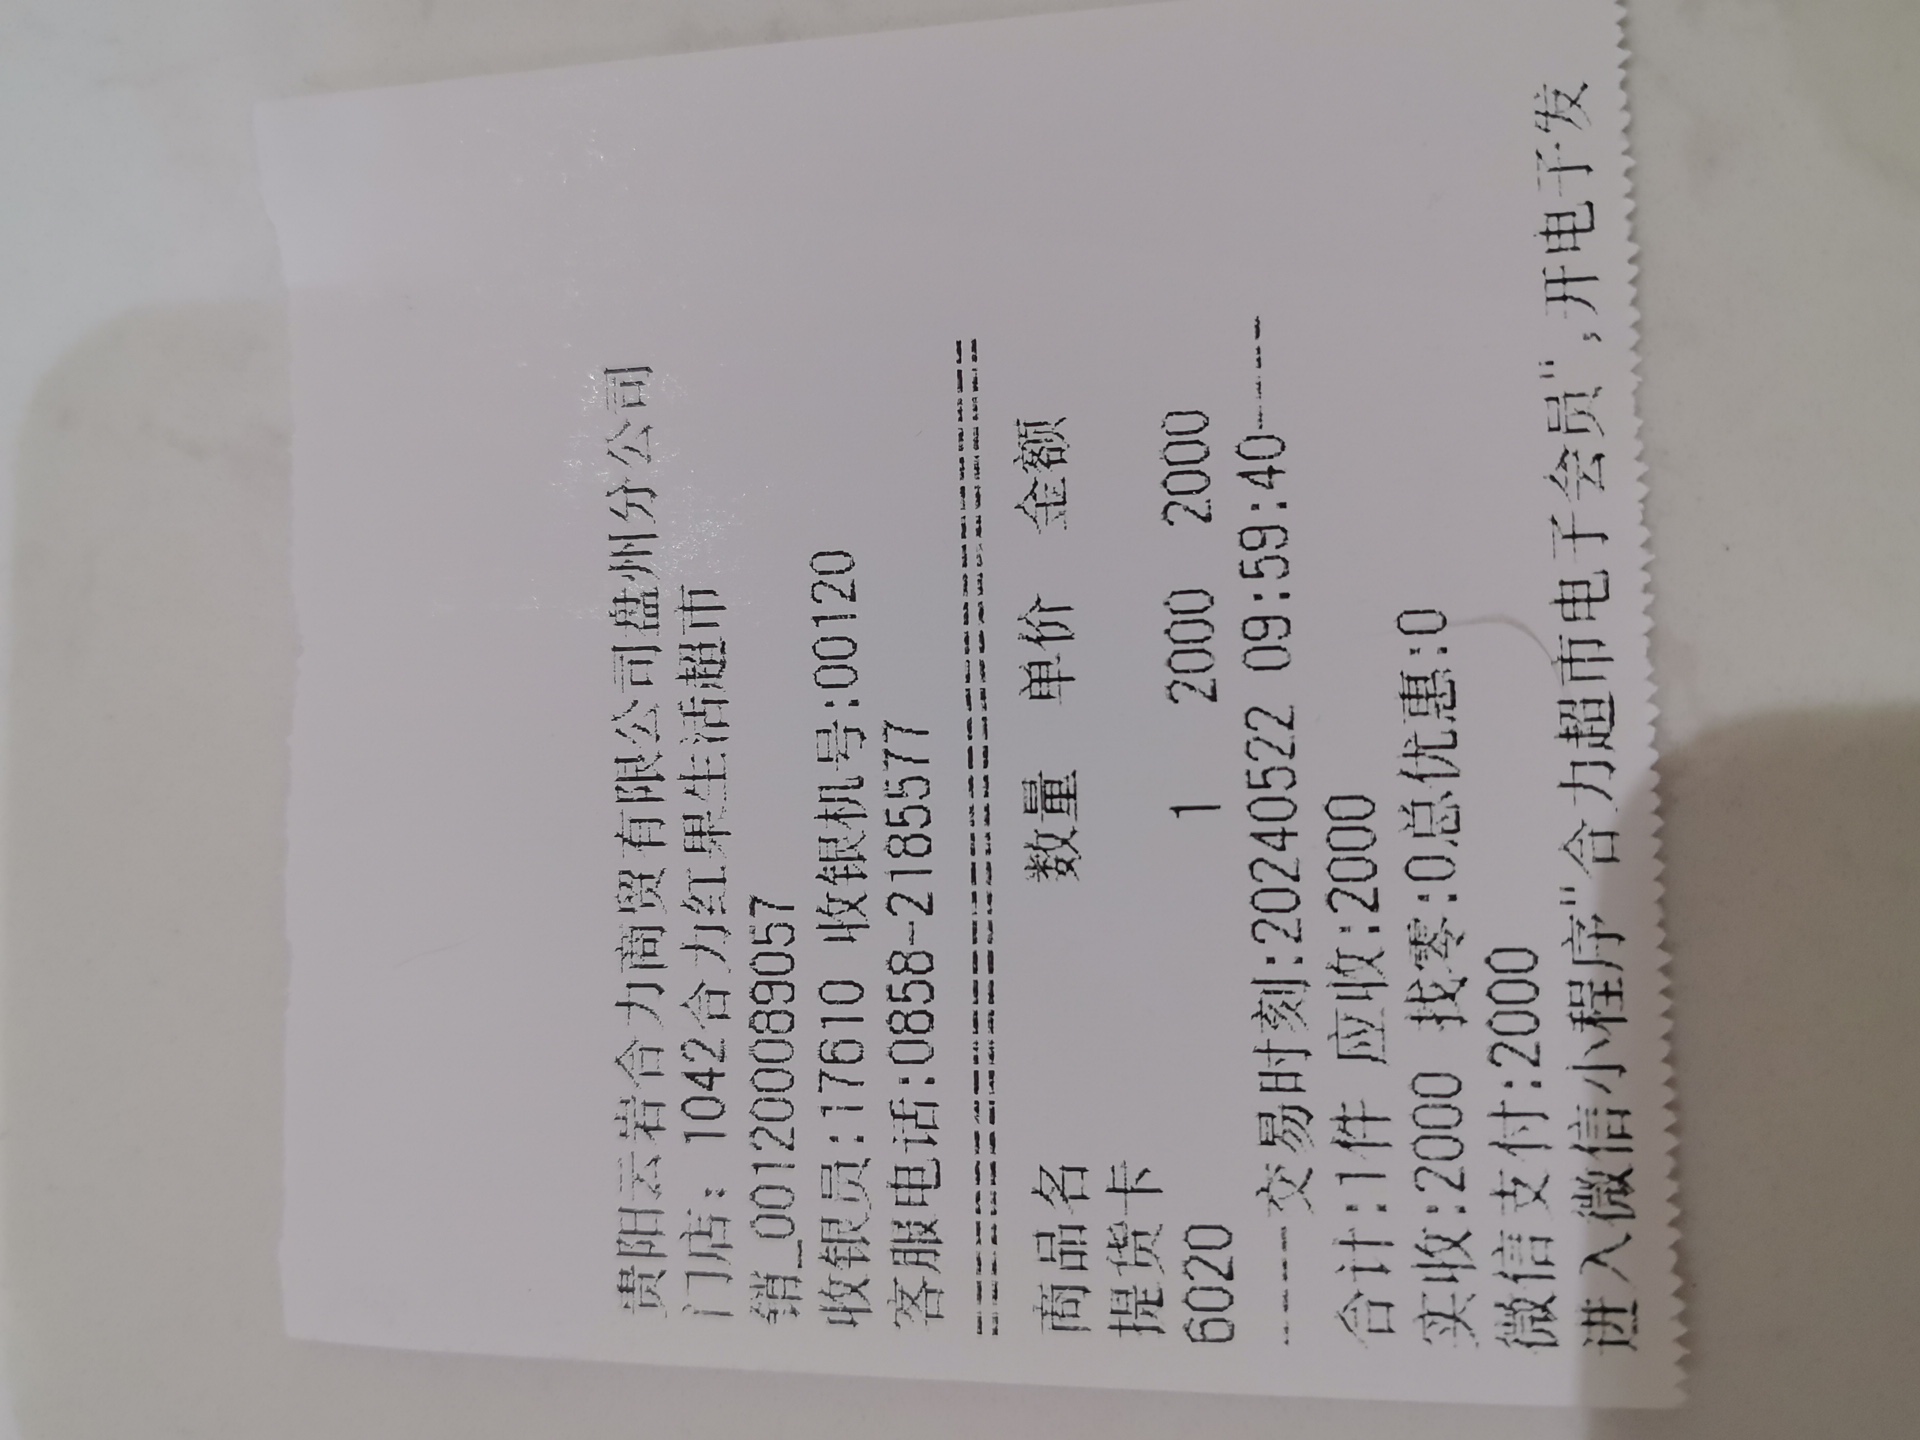 贵阳云岩合力商贸有限公司盘州分公司
门店: 1042合力红果生活超市
销_001200089057
收银员:17610 收银机号:00120
客服电话:0858-2185577
商品名 数量 单价 金额
提货卡
6020 1 2000 2000
-----交易时刻:20240522 09:59:40-----
合计:1件 应收:2000
实收:2000 找零:0总优惠:0
微信支付:2000
进入微信小程序"合力超市电子会员",开电子发